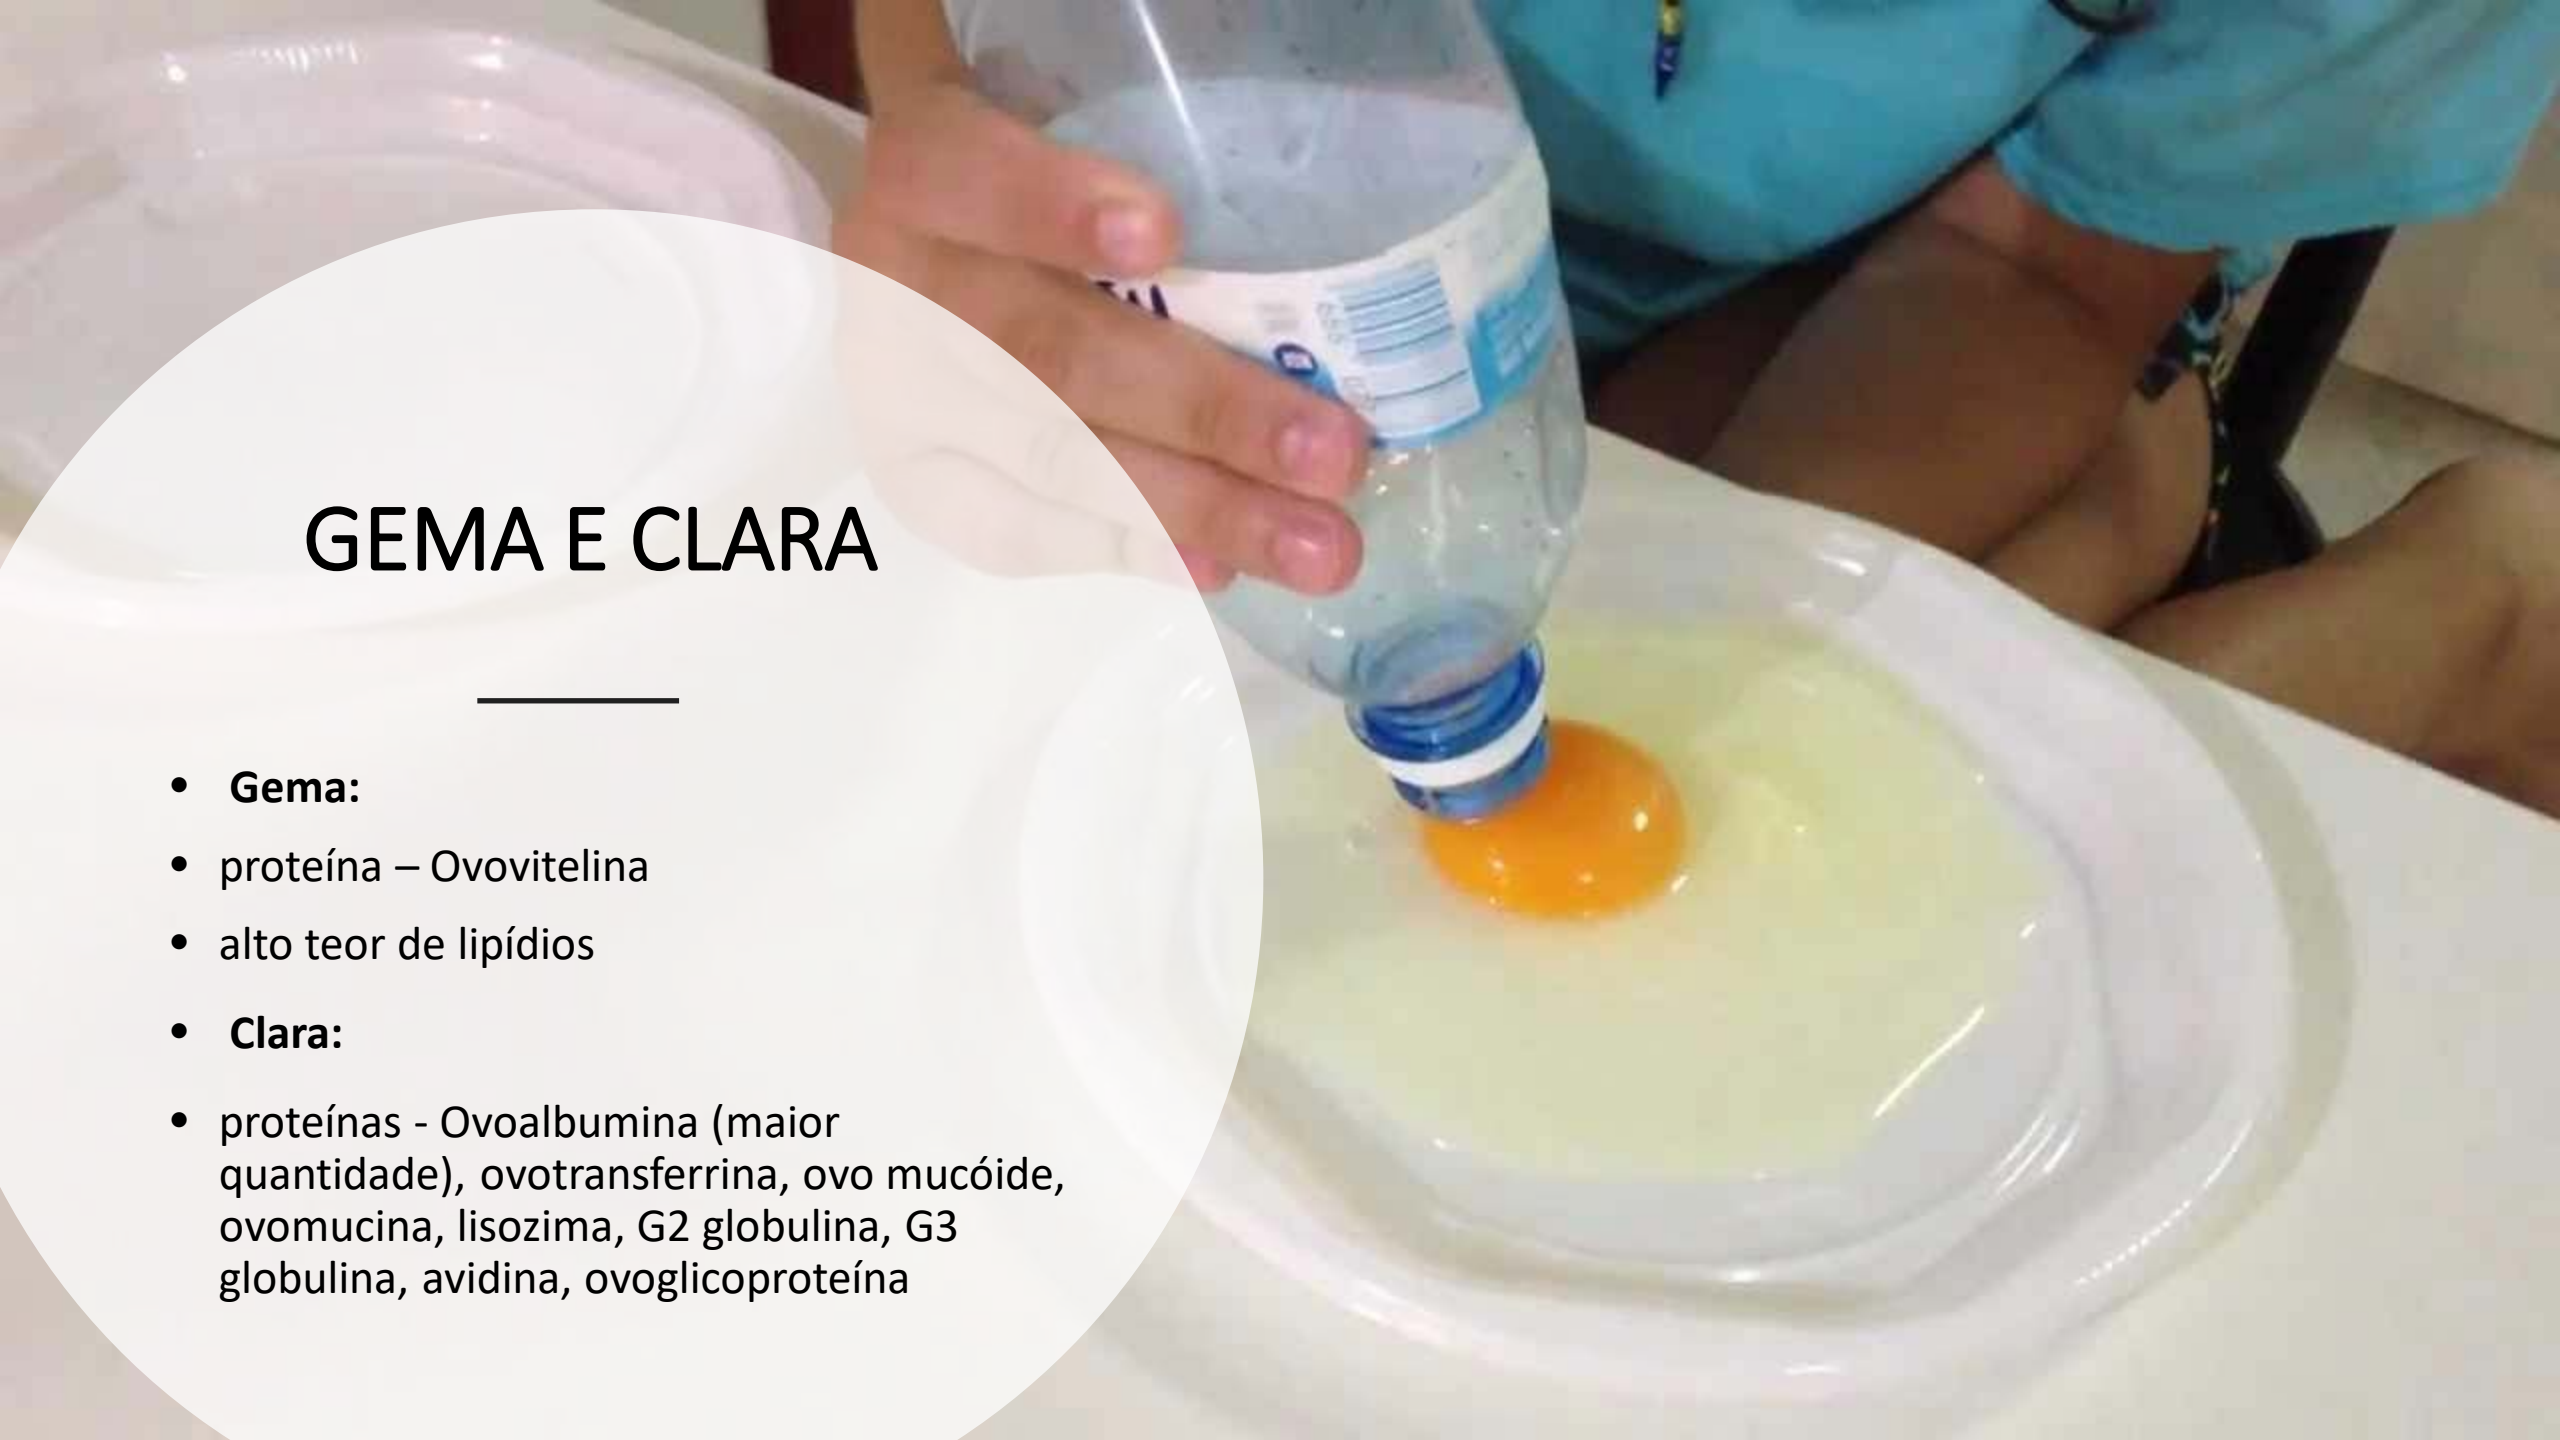 GEMA E CLARA
• Gema:
• proteína – Ovovitelina
• alto teor de lipídios
• Clara:
• proteínas - Ovoalbumina (maior
quantidade), ovotransferrina, ovo mucóide,
ovomucina, lisozima, G2 globulina, G3
globulina, avidina, ovoglicoproteína